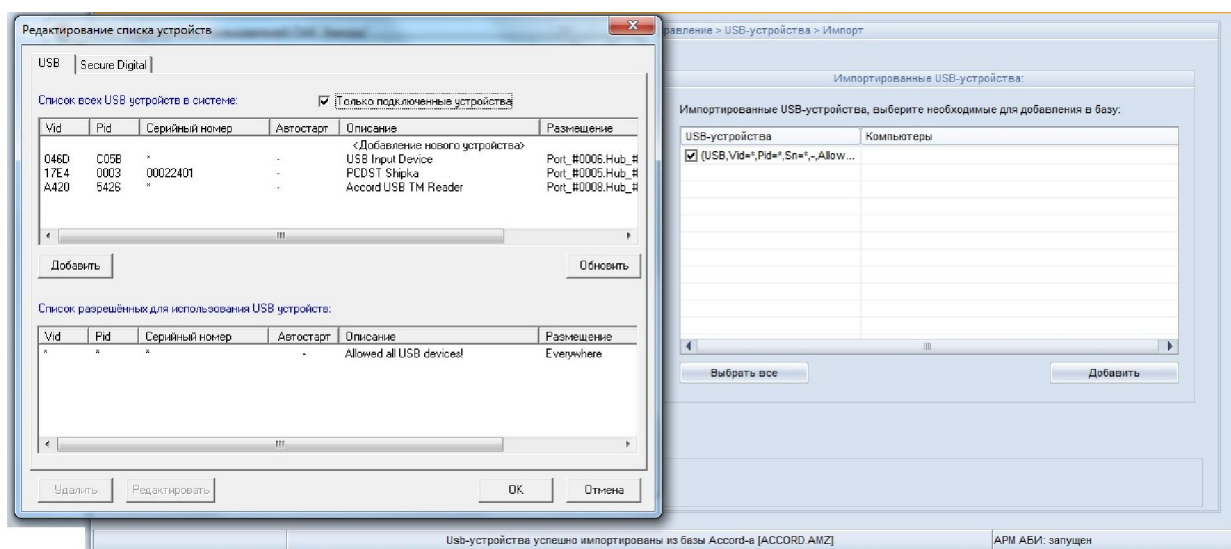 Редактирование списка устройств
USB
Secure Digital
Список всех USB устройств в системе:
Только подключенные устройства
Vid Pid Серийный номер Автостарт Описание Размещение
<Добавление нового устройства>
046D C05B * - USB Input Device Port_#0006.Hub_#
17E4 0003 00022401 - PCDST Shipka Port_#0005.Hub_#
A420 5426 * - Accord USB TM Reader Port_#0008.Hub_#
Добавить
Обновить
Список разрешённых для использования USB устройств:
Vid Pid Серийный номер Автостарт Описание Размещение
* * * - Allowed all USB devices! Everywhere
Удалить
Редактировать
OK
Отмена
> USB-устройства > Импорт
Импортированные USB-устройства:
Импортированные USB-устройства, выберите необходимые для добавления в базу:
USB-устройства Компьютеры
(USB,Vid=*,Pid=*,Sn=*,-,Allow...
Выбрать все
Добавить
Usb-устройства успешно импортированы из базы Accord-а [ACCORD.AMZ]
АРМ АБИ: запущен